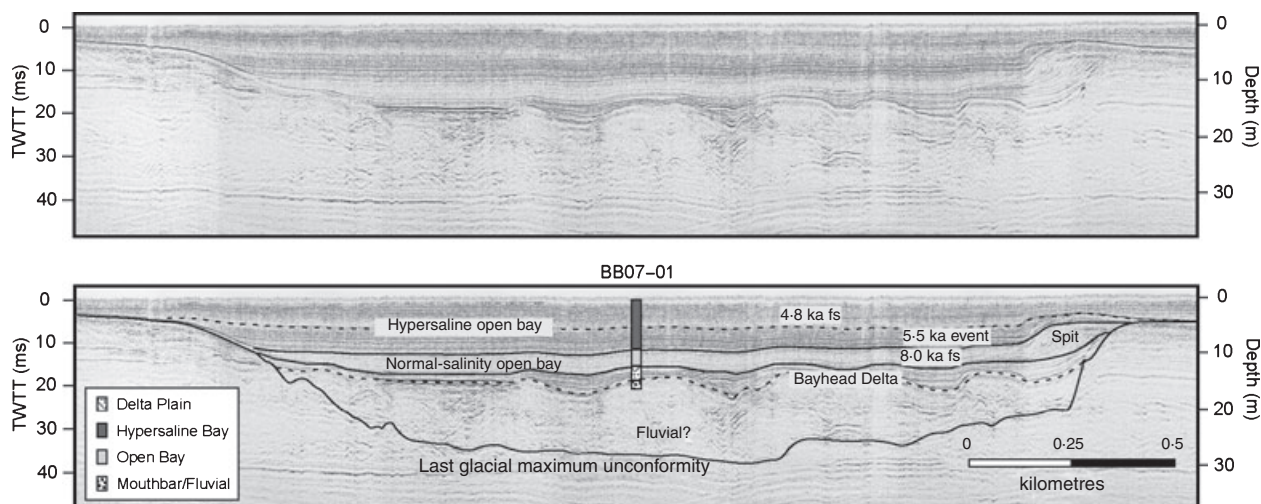 0
10
20
30
40
TWTT (ms)
0
10
20
30
Depth (m)
BB07–01
0
10
20
30
40
TWTT (ms)
Hypersaline open bay
4·8 ka fs
5·5 ka event
Spit
Normal-salinity open bay
8·0 ka fs
Bayhead Delta
Fluvial?
Last glacial maximum unconformity
Delta Plain
Hypersaline Bay
Open Bay
Mouthbar/Fluvial
0 0·25 0·5
kilometres
0
10
20
30
Depth (m)